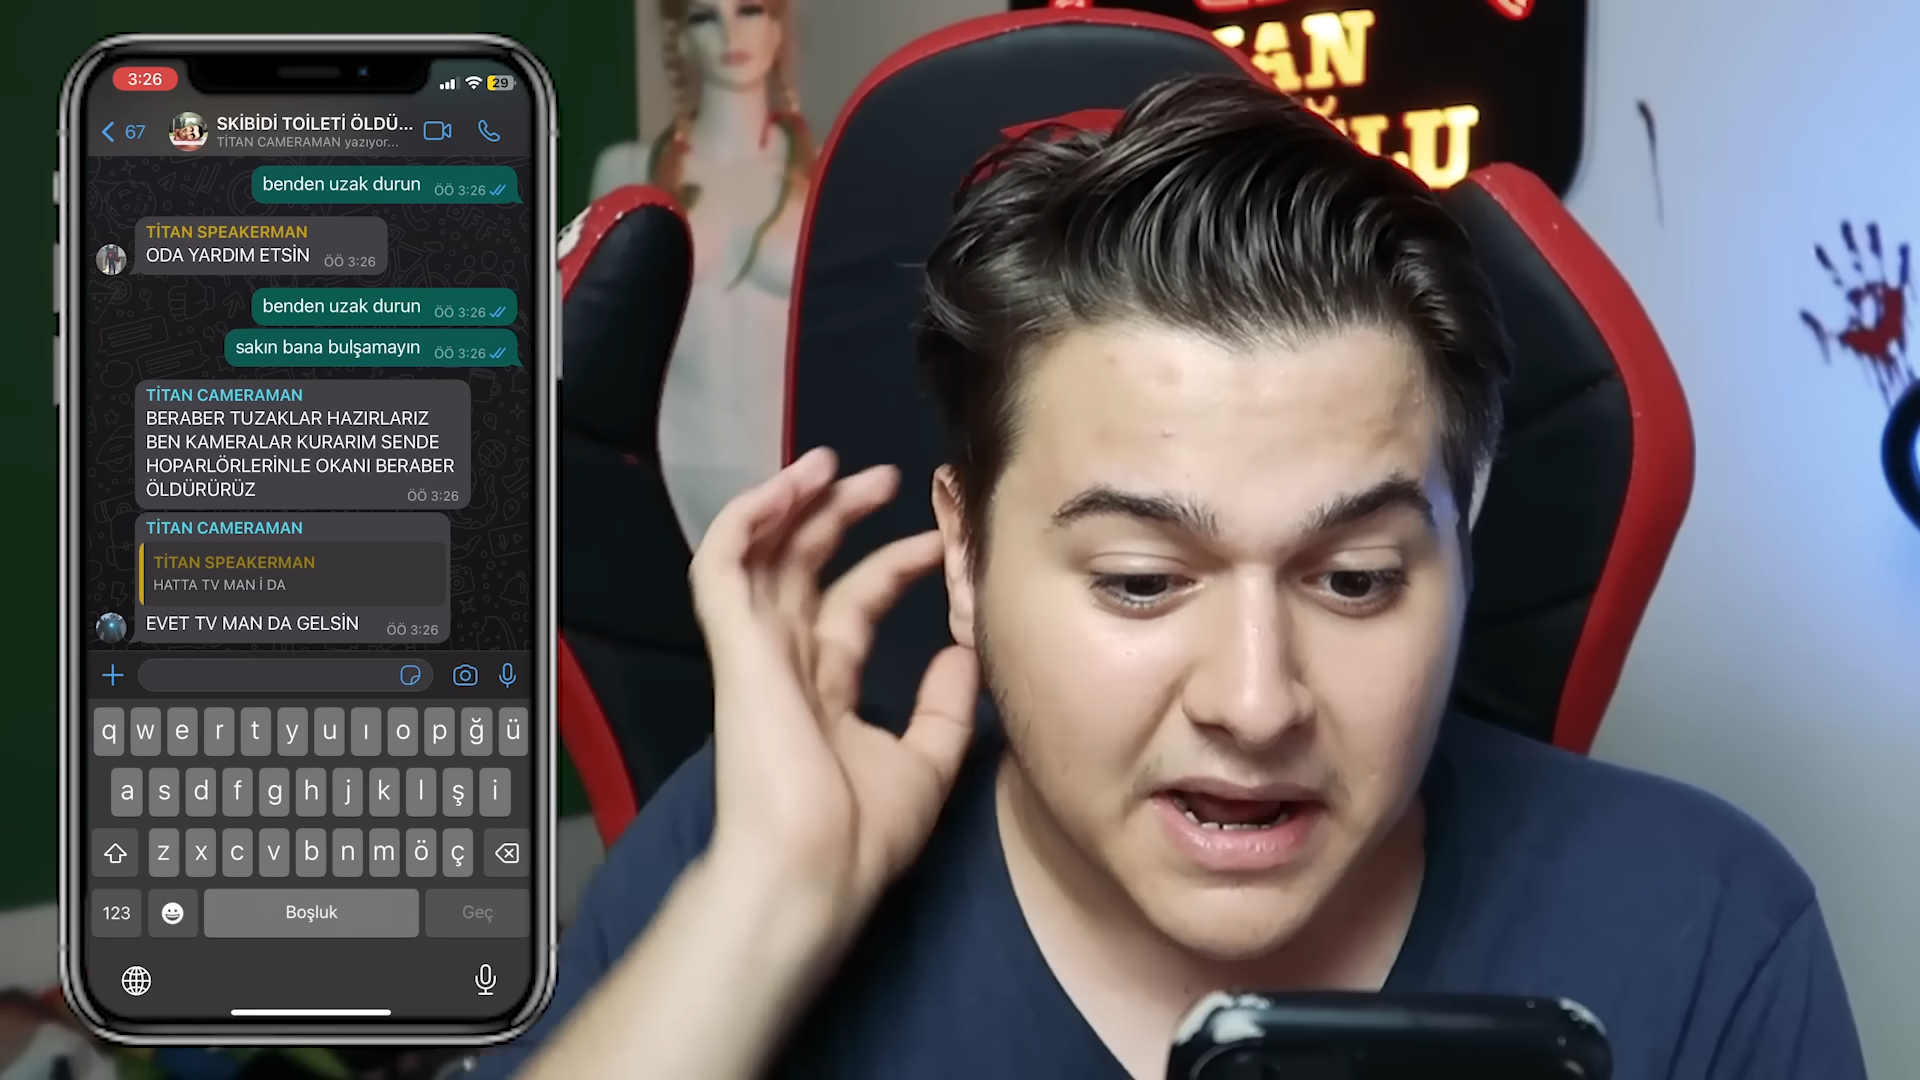 3:26
29
67
SKİBİDİ TOİLETİ ÖLDÜ...
TİTAN CAMERAMAN yazıyor...
benden uzak durun ÖÖ 3:26
TİTAN SPEAKERMAN
ODA YARDIM ETSİN ÖÖ 3:26
benden uzak durun ÖÖ 3:26
sakın bana bulşamayın ÖÖ 3:26
TİTAN CAMERAMAN
BERABER TUZAKLAR HAZIRLARIZ
BEN KAMERALAR KURARIM SENDE
HOPARLÖRLERİNLE OKANI BERABER
ÖLDÜRÜRÜZ ÖÖ 3:26
TİTAN CAMERAMAN
TİTAN SPEAKERMAN
HATTA TV MAN İ DA
EVET TV MAN DA GELSİN ÖÖ 3:26
q w e r t y u ı o p ğ ü
a s d f g h j k l ş i
z x c v b n m ö ç
123 Boşluk Geç